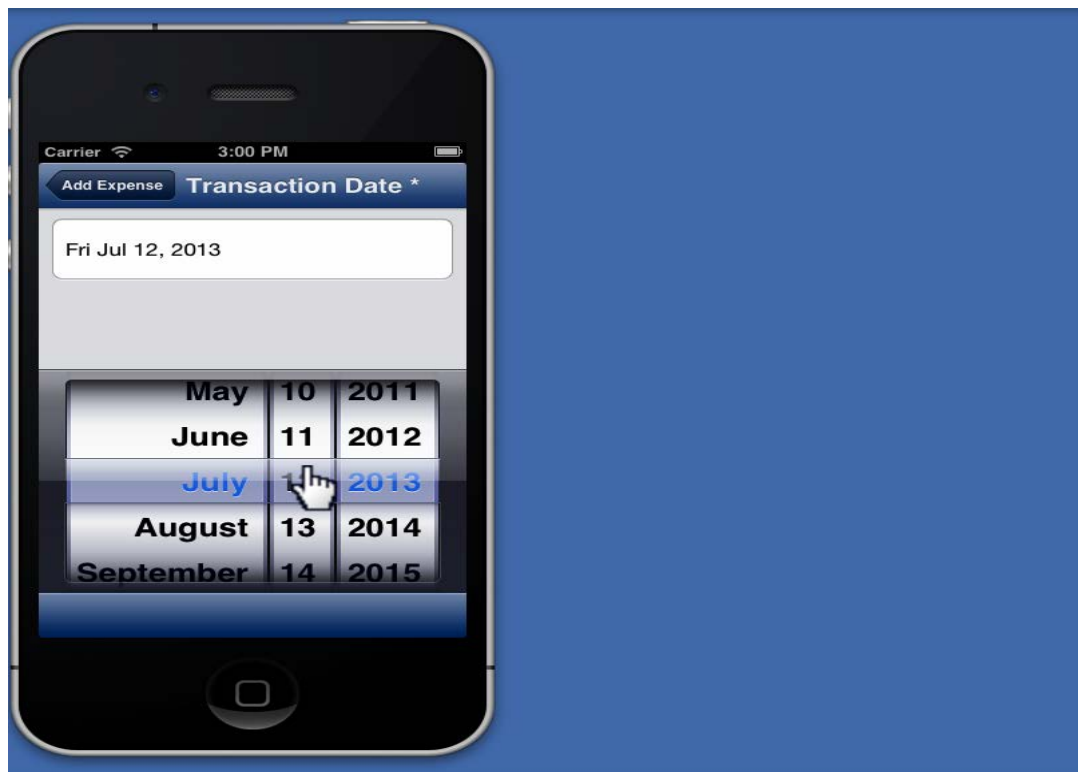 Carrier 3:00 PM
Add Expense Transaction Date *
Fri Jul 12, 2013
May 10 2011
June 11 2012
July 2013
August 13 2014
September 14 2015